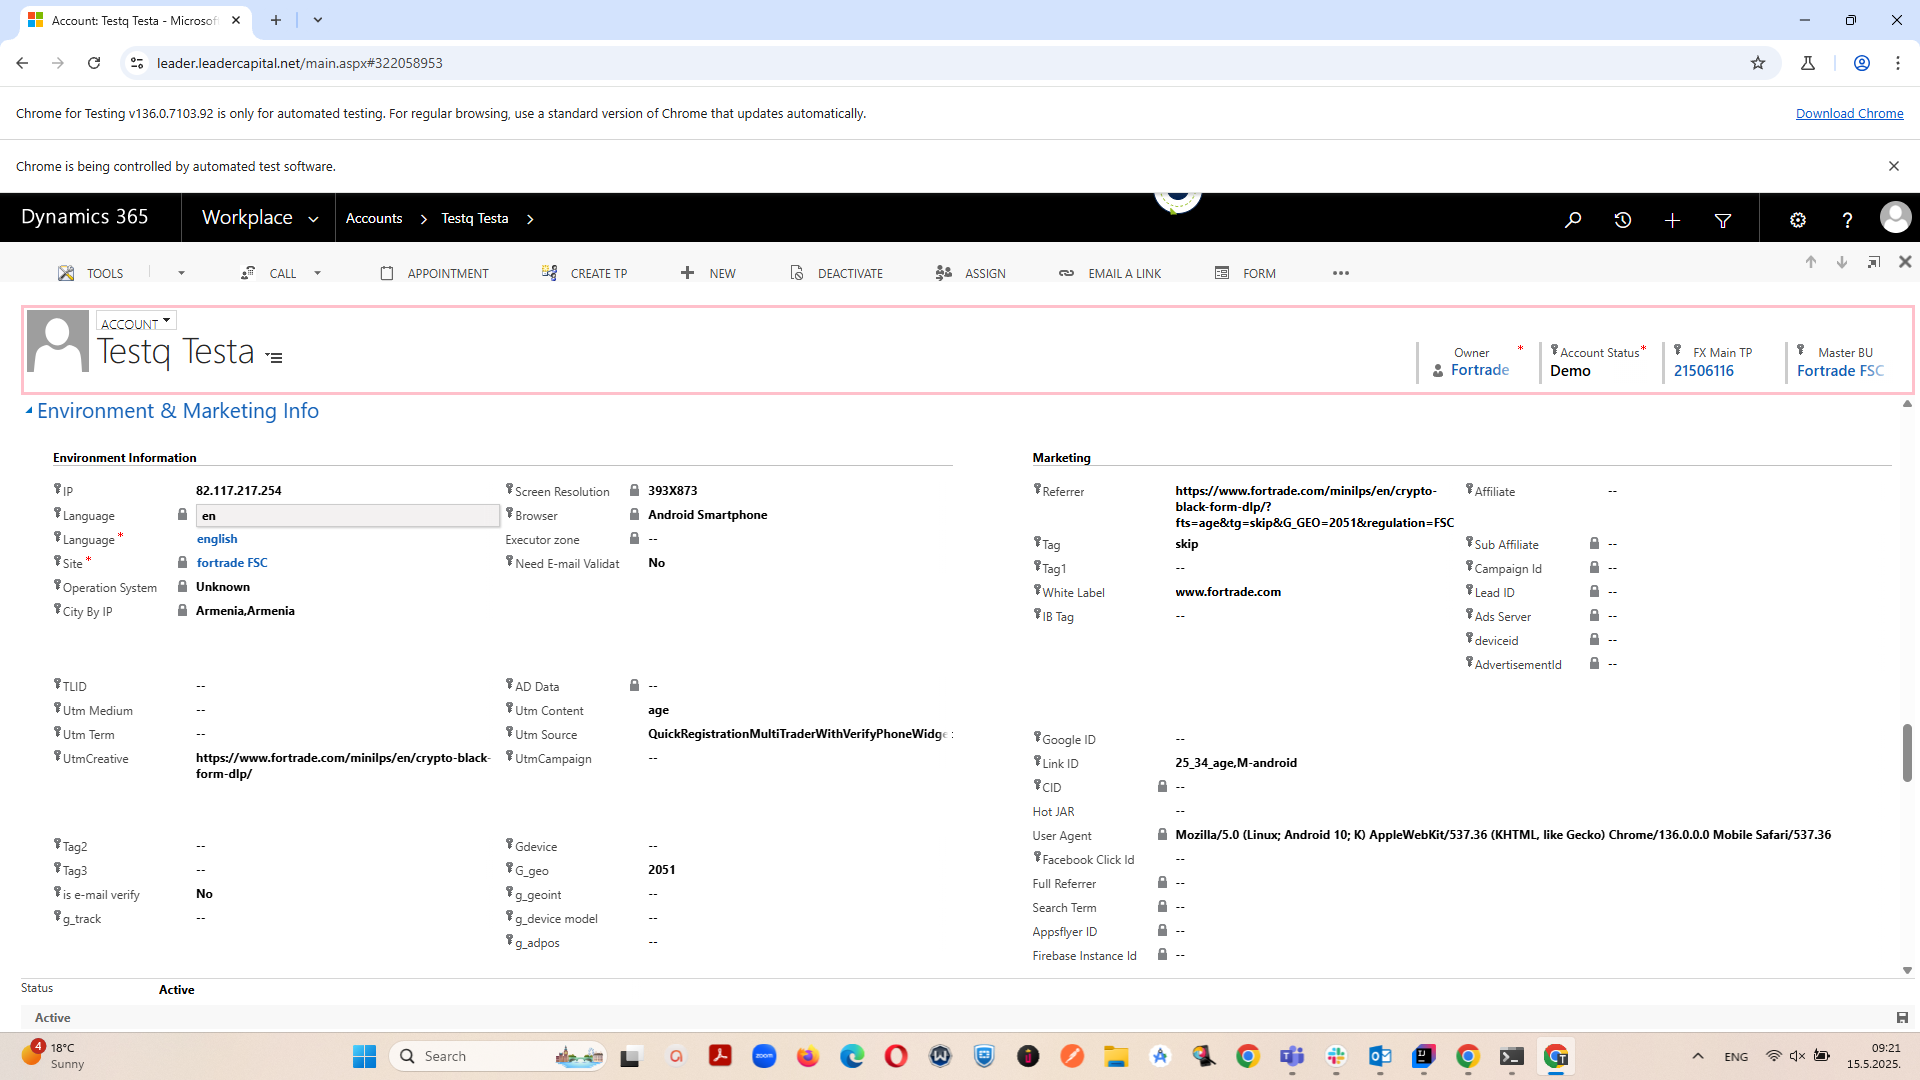 Account: Testq Testa - Microsof
leader.leadercapital.net/main.aspx#322058953
Chrome for Testing v136.0.7103.92 is only for automated testing. For regular browsing, use a standard version of Chrome that updates automatically.
Download Chrome
Chrome is being controlled by automated test software.
Dynamics 365
Workplace
Accounts
Testq Testa
TOOLS
CALL
APPOINTMENT
CREATE TP
NEW
DEACTIVATE
ASSIGN
EMAIL A LINK
FORM
ACCOUNT
Testq Testa
Owner *
Fortrade
Account Status *
Demo
FX Main TP
21506116
Master BU
Fortrade FSC
Environment & Marketing Info
Environment Information
IP 82.117.217.254
Language en
Language * english
Site * fortrade FSC
Operation System Unknown
City By IP Armenia,Armenia
Screen Resolution 393X873
Browser Android Smartphone
Executor zone --
Need E-mail Validat No
TLID --
Utm Medium --
Utm Term --
UtmCreative https://www.fortrade.com/minilps/en/crypto-black-
form-dlp/
AD Data --
Utm Content age
Utm Source QuickRegistrationMultiTraderWithVerifyPhoneWidge
UtmCampaign --
Tag2 --
Tag3 --
is e-mail verify No
g_track --
Gdevice --
G_geo 2051
g_geoint --
g_device model --
g_adpos --
Marketing
Referrer https://www.fortrade.com/minilps/en/crypto-
black-form-dlp/?
fts=age&tg=skip&G_GEO=2051&regulation=FSC
Tag skip
Tag1 --
White Label www.fortrade.com
IB Tag --
Affiliate --
Sub Affiliate --
Campaign Id --
Lead ID --
Ads Server --
deviceid --
AdvertisementId --
Google ID --
Link ID 25_34_age,M-android
CID --
Hot JAR --
User Agent Mozilla/5.0 (Linux; Android 10; K) AppleWebKit/537.36 (KHTML, like Gecko) Chrome/136.0.0.0 Mobile Safari/537.36
Facebook Click Id --
Full Referrer --
Search Term --
Appsflyer ID --
Firebase Instance Id --
Status Active
Active
4
18°C
Sunny
Search
zoom
ENG
09:21
15.5.2025.